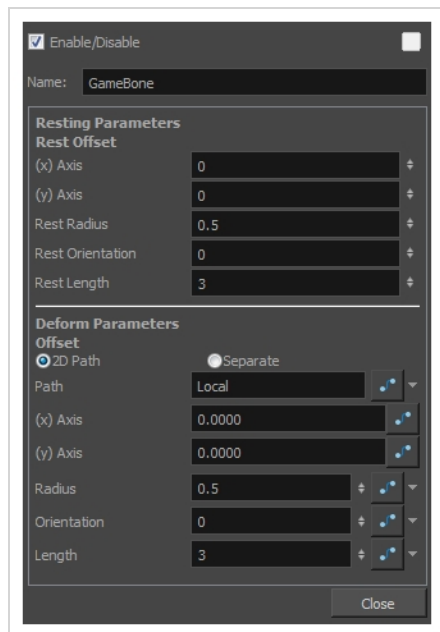 Enable/Disable
Name: GameBone
Resting Parameters
Rest Offset
(x) Axis 0
(y) Axis 0
Rest Radius 0.5
Rest Orientation 0
Rest Length 3
Deform Parameters
Offset
2D Path Separate
Path Local
(x) Axis 0.0000
(y) Axis 0.0000
Radius 0.5
Orientation 0
Length 3
Close